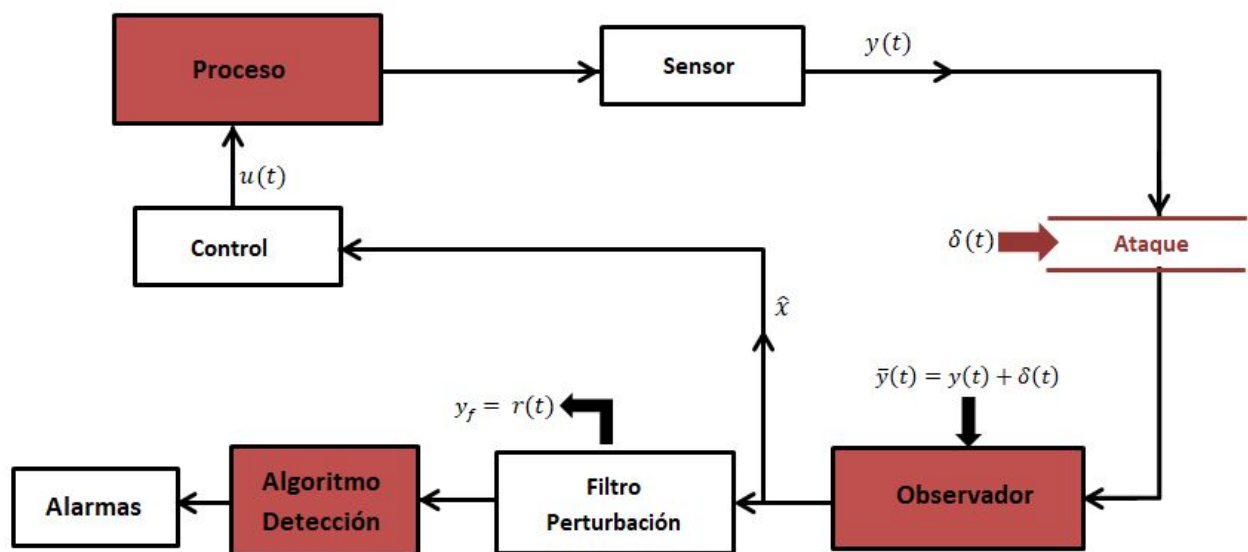 Proceso
Sensor
y(t)
u(t)
Control
δ(t)
Ataque
x̂
ȳ(t) = y(t) + δ(t)
y_f = r(t)
Alarmas
Algoritmo
Detección
Filtro
Perturbación
Observador